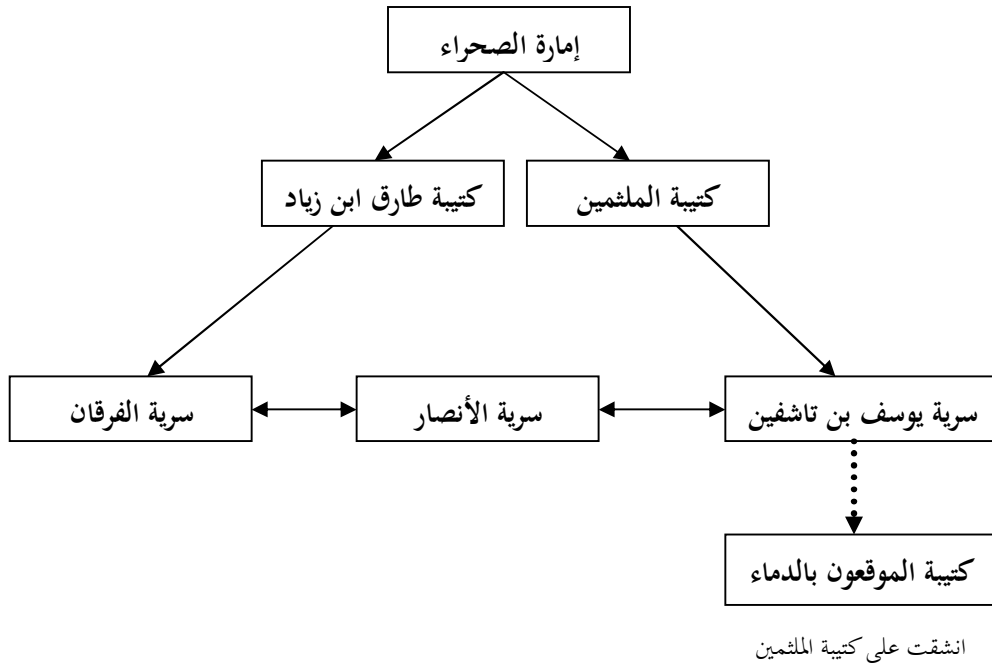 إمارة الصحراء
كتيبة الملثمين
كتيبة طارق ابن زياد
سرية يوسف بن تاشفين
سرية الأنصار
سرية الفرقان
كتيبة الموقعون بالدماء
انشقت على كتيبة الملثمين